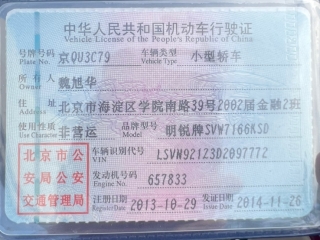 中华人民共和国机动车行驶证
Vehicle License of the People's Republic of China
号牌号码 京QU3C79 车辆类型 小型轿车
Plate No. Vehicle Type
所有人 魏旭华
Owner
住址 北京市海淀区学院南路39号2002届金融2班
Address
使用性质 非营运 品牌型号 明锐牌SVW7166KSD
Use Character Model
北京市公 车辆识别代号 LSVN92123D2097772
VIN
安局公安 发动机号码 657833
Engine No.
交通管理局 注册日期 2013-10-29 发证日期 2014-11-26
Register Date Issue Date